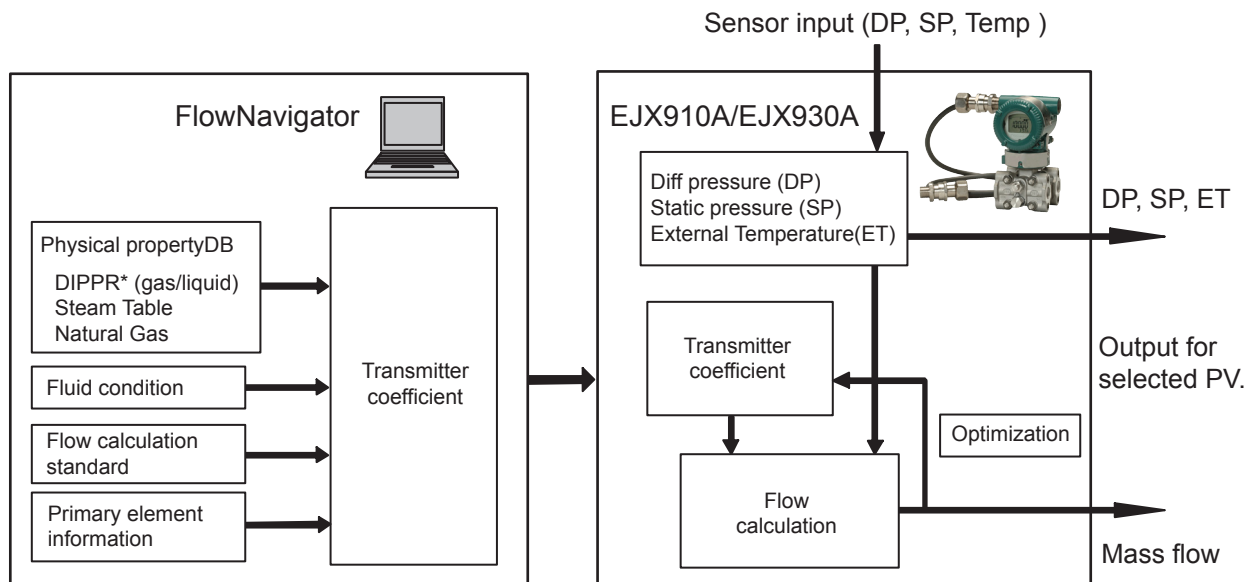 Sensor input (DP, SP, Temp )
FlowNavigator
Physical propertyDB
DIPPR* (gas/liquid)
Steam Table
Natural Gas
Fluid condition
Flow calculation
standard
Primary element
information
Transmitter
coefficient
EJX910A/EJX930A
Diff pressure (DP)
Static pressure (SP)
External Temperature(ET)
Transmitter
coefficient
Flow
calculation
Optimization
DP, SP, ET
Output for
selected PV.
Mass flow